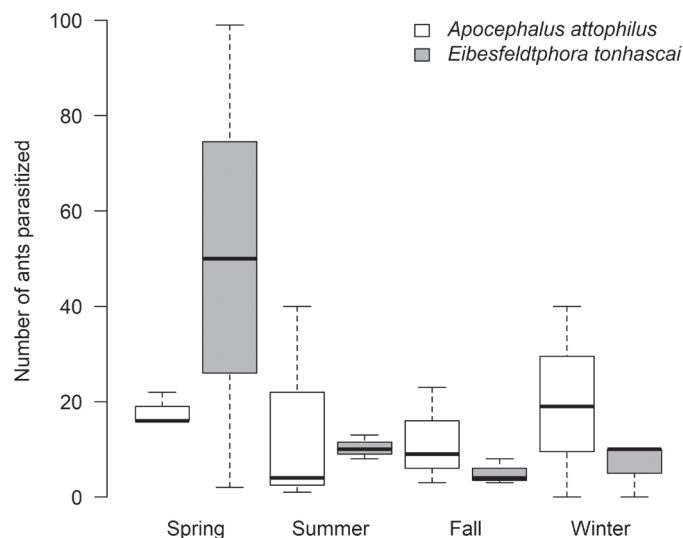 Apocephalus attophilus
Eibesfeldtphora tonhascai
Number of ants parasitized
100
80
60
40
20
0
Spring Summer Fall Winter